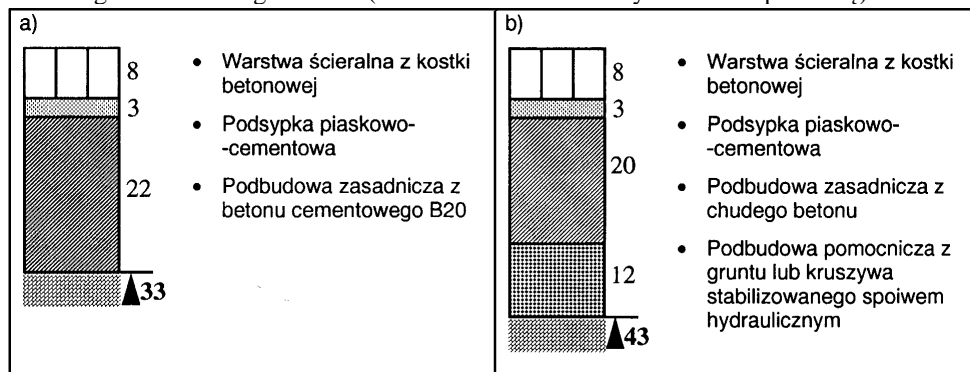 a)
8
3
22
33
• Warstwa ścieralna z kostki
betonowej
• Podsypka piaskowo-
-cementowa
• Podbudowa zasadnicza z
betonu cementowego B20
b)
8
3
20
12
43
• Warstwa ścieralna z kostki
betonowej
• Podsypka piaskowo-
-cementowa
• Podbudowa zasadnicza z
chudego betonu
• Podbudowa pomocnicza z
gruntu lub kruszywa
stabilizowanego spoiwem
hydraulicznym